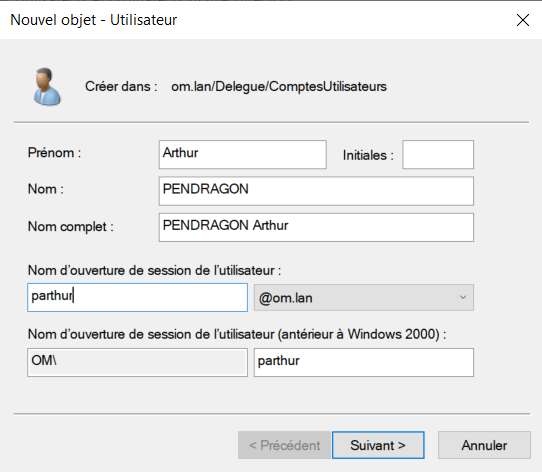 Nouvel objet - Utilisateur
Créer dans : om.lan/Delegue/ComptesUtilisateurs
Prénom : Arthur Initiales :
Nom : PENDRAGON
Nom complet : PENDRAGON Arthur
Nom d'ouverture de session de l'utilisateur :
parthur @om.lan
Nom d'ouverture de session de l'utilisateur (antérieur à Windows 2000) :
OM\ parthur
< Précédent Suivant > Annuler